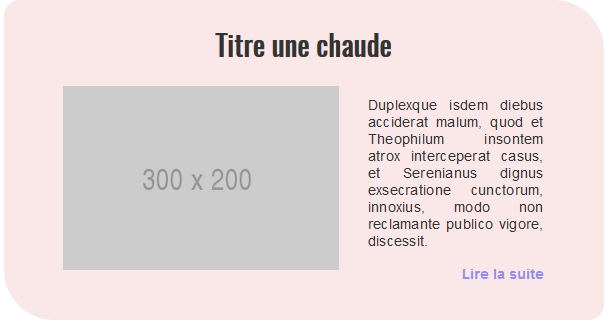 Titre une chaude
300 x 200
Duplexque isdem diebus
acciderat malum, quod et
Theophilum insontem
atrox interceperat casus,
et Serenianus dignus
exsecratione cunctorum,
innoxius, modo non
reclamante publico vigore,
discessit.
Lire la suite